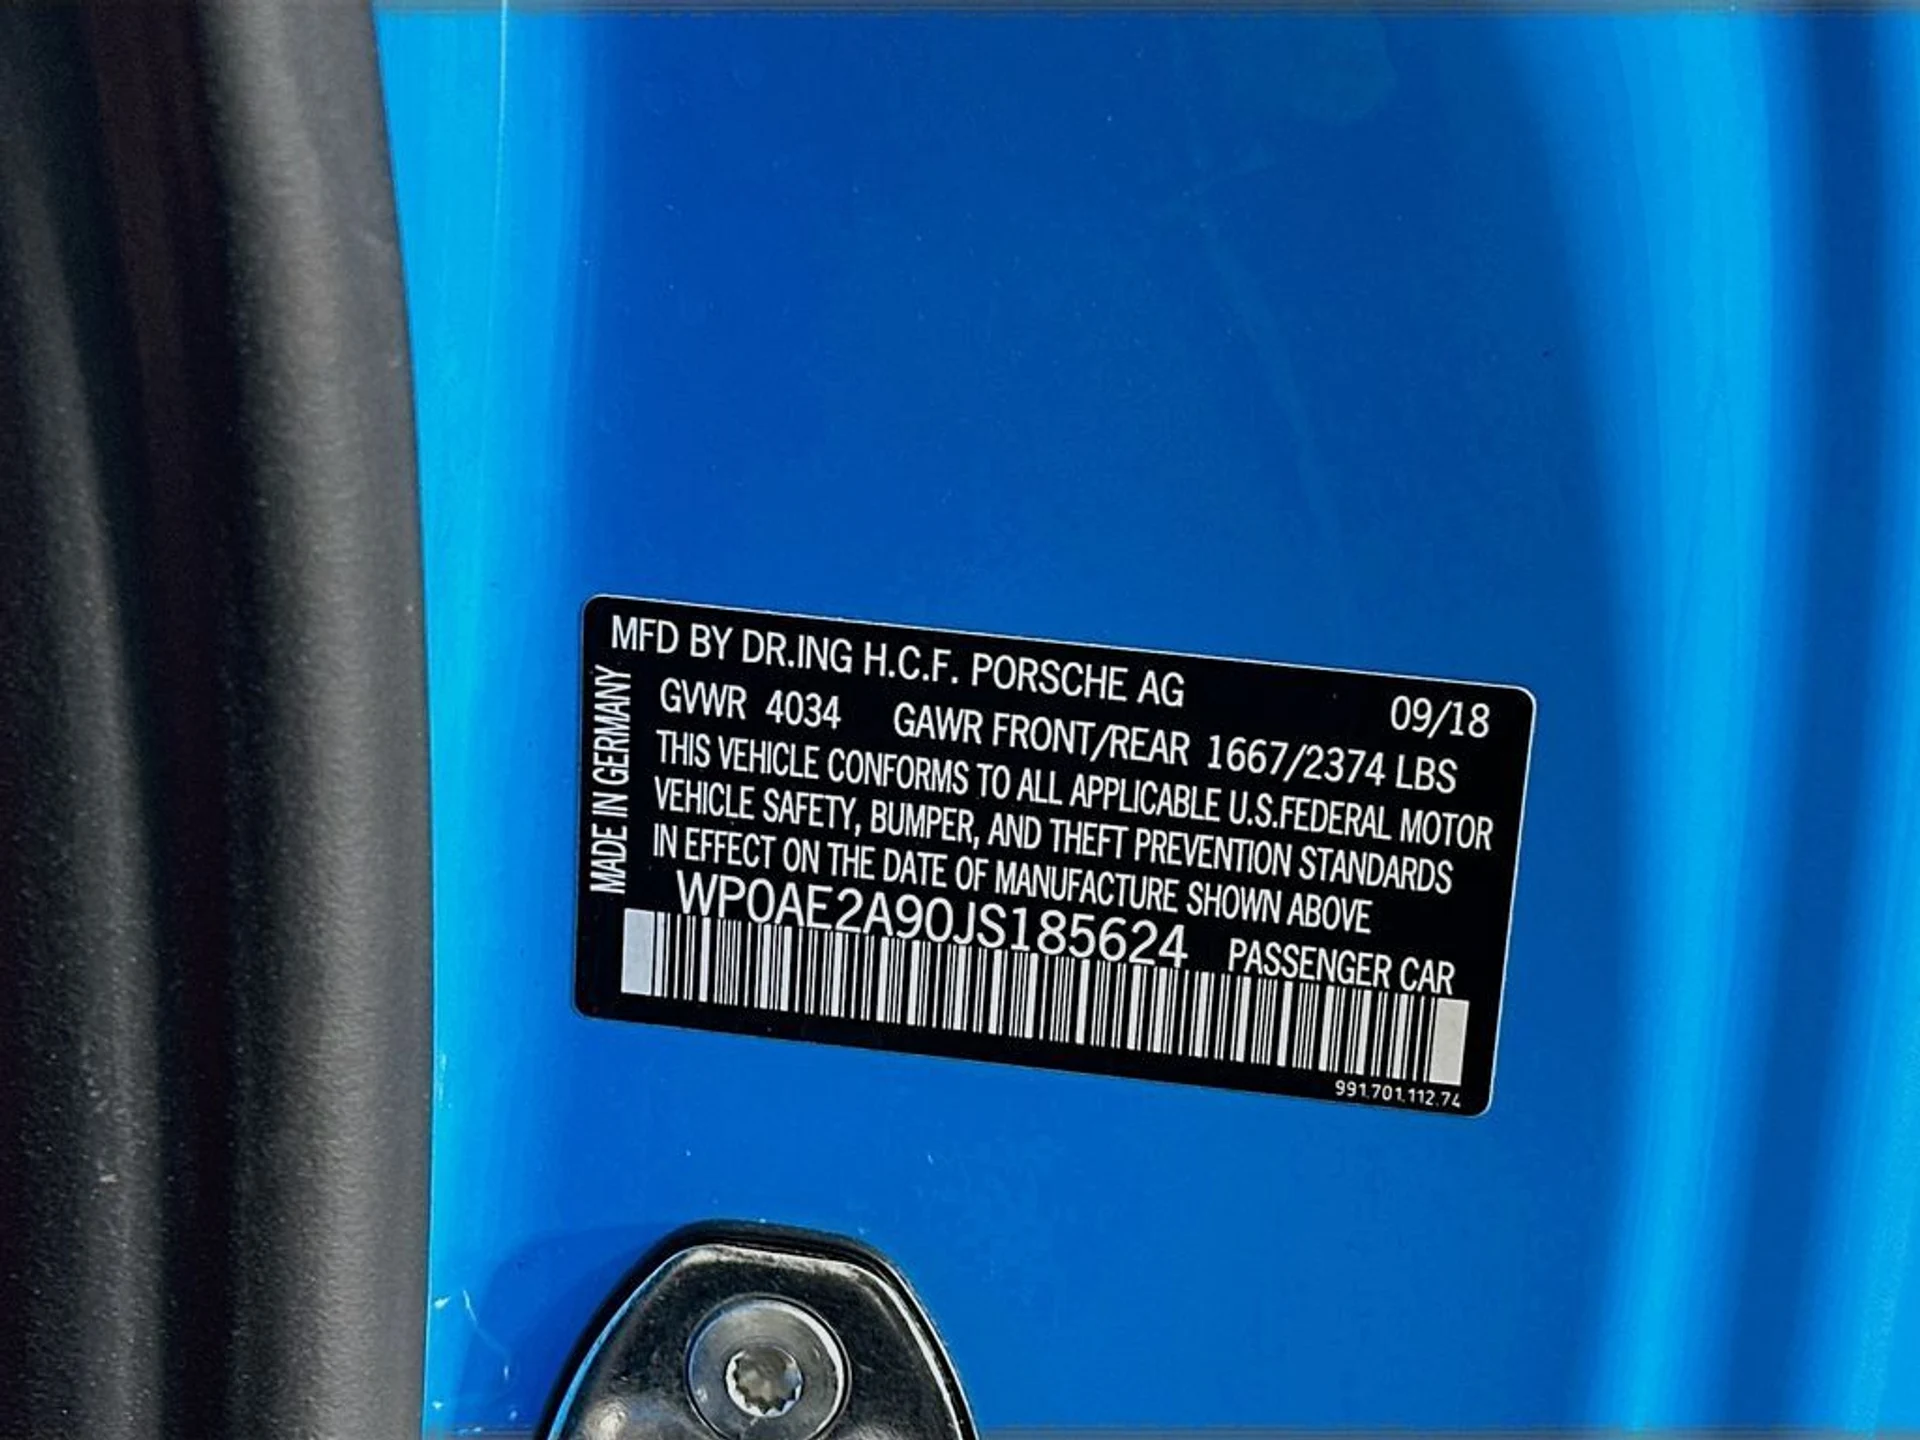 MFD BY DR.ING H.C.F. PORSCHE AG
09/18
GVWR 4034 GAWR FRONT/REAR 1667/2374 LBS
THIS VEHICLE CONFORMS TO ALL APPLICABLE U.S.FEDERAL MOTOR
VEHICLE SAFETY, BUMPER, AND THEFT PREVENTION STANDARDS
IN EFFECT ON THE DATE OF MANUFACTURE SHOWN ABOVE
WP0AE2A90JS185624 PASSENGER CAR
991.701.112.74
MADE IN GERMANY